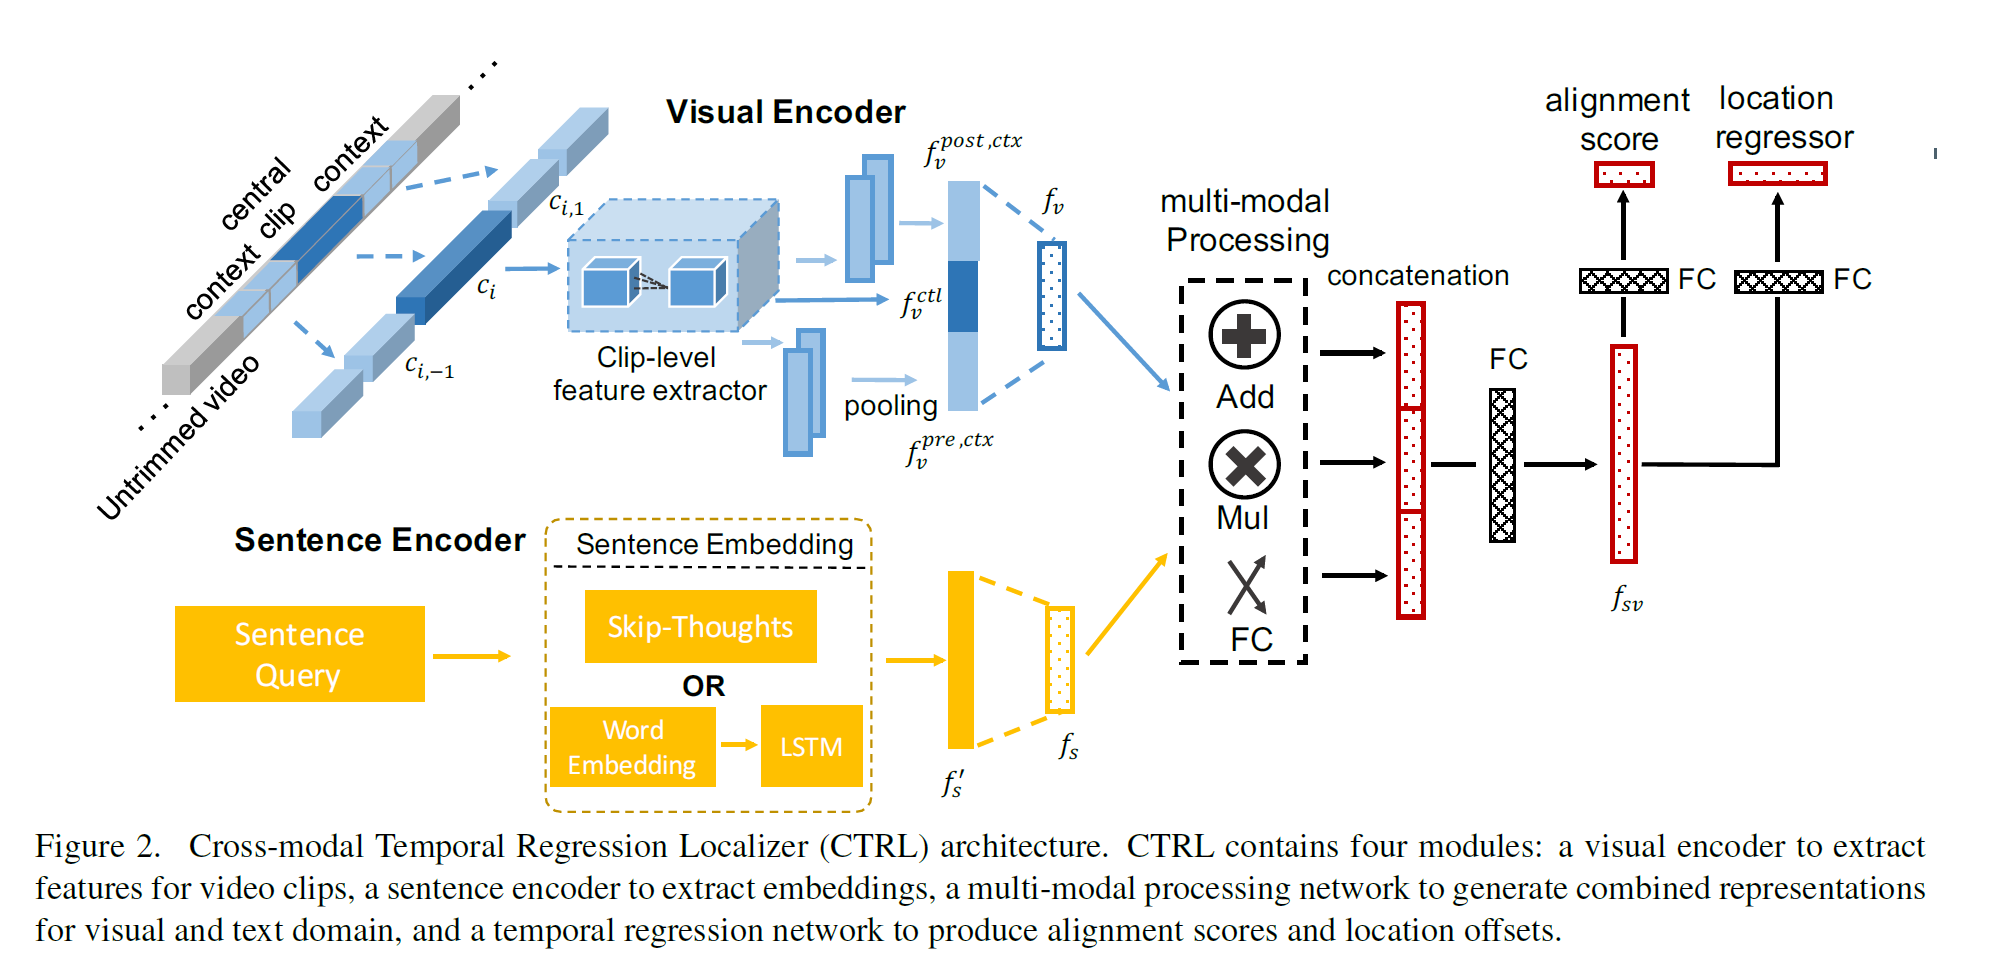 Visual Encoder
central
clip
context
context
Untrimmed video
c_{i,1}
c_i
c_{i,−1}
Clip-level
feature extractor
pooling
f_v^{post,ctx}
f_v^{ctl}
f_v^{pre,ctx}
f_v
Sentence Encoder
Sentence
Query
Sentence Embedding
Skip-Thoughts
OR
Word
Embedding
LSTM
f_s'
f_s
multi-modal
Processing
Add
Mul
FC
concatenation
FC
f_{sv}
FC
FC
alignment
score
location
regressor
Figure 2. Cross-modal Temporal Regression Localizer (CTRL) architecture. CTRL contains four modules: a visual encoder to extract
features for video clips, a sentence encoder to extract embeddings, a multi-modal processing network to generate combined representations
for visual and text domain, and a temporal regression network to produce alignment scores and location offsets.